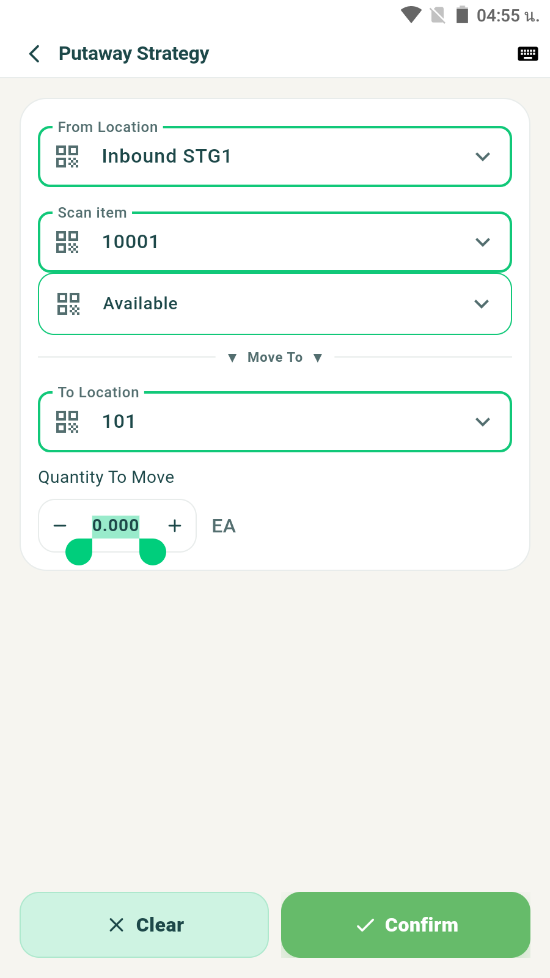 04:55 น.
Putaway Strategy
From Location
Inbound STG1
Scan item
10001
Available
▼ Move To ▼
To Location
101
Quantity To Move
− 0.000 + EA
Clear
Confirm